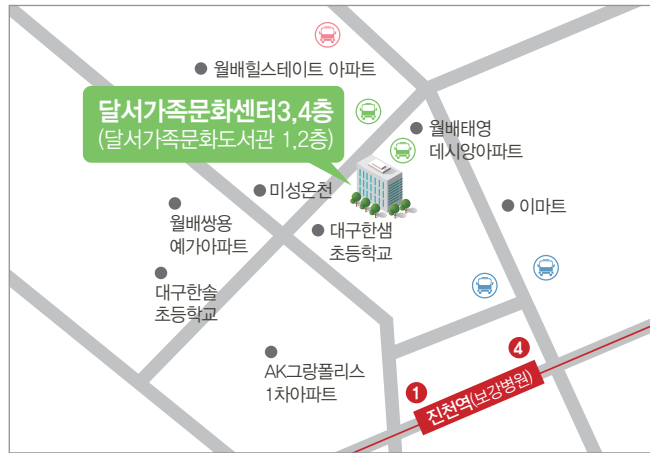 월배힐스테이트 아파트
달서가족문화센터3,4층
(달서가족문화도서관 1,2층)
월배태영
데시앙아파트
미성온천
이마트
월배쌍용
예가아파트
대구한샘
초등학교
대구한솔
초등학교
AK그랑폴리스
1차아파트
4
1
진천역(보강병원)